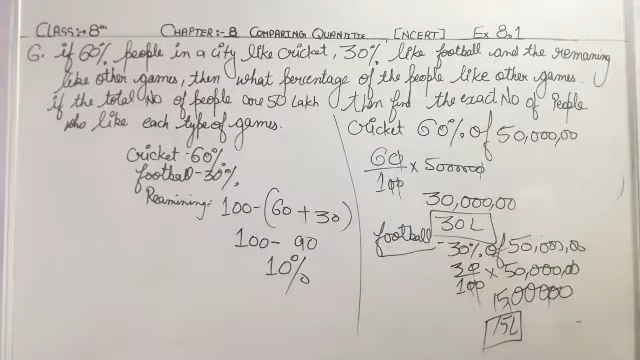 CLASS:- 8th CHAPTER:- 8 COMPARING QUANTITIE [NCERT] Ex 8.1
6. if 60% people in a city like cricket, 30% like football and the remaning
like other games, then what percentage of the people like other games.
if the total No of people are 50 Lakh then find the exact No of People
who like each type of games.
Cricket - 60%
football - 30%.
Reamining:
100 - (60 + 30)
100 - 90
10%
Cricket 60% of 50,000,00
60/100 × 5000000
30,000,00
30L
football - 30% of 50,000,00
30/100 × 50,000,00
1500000
15L